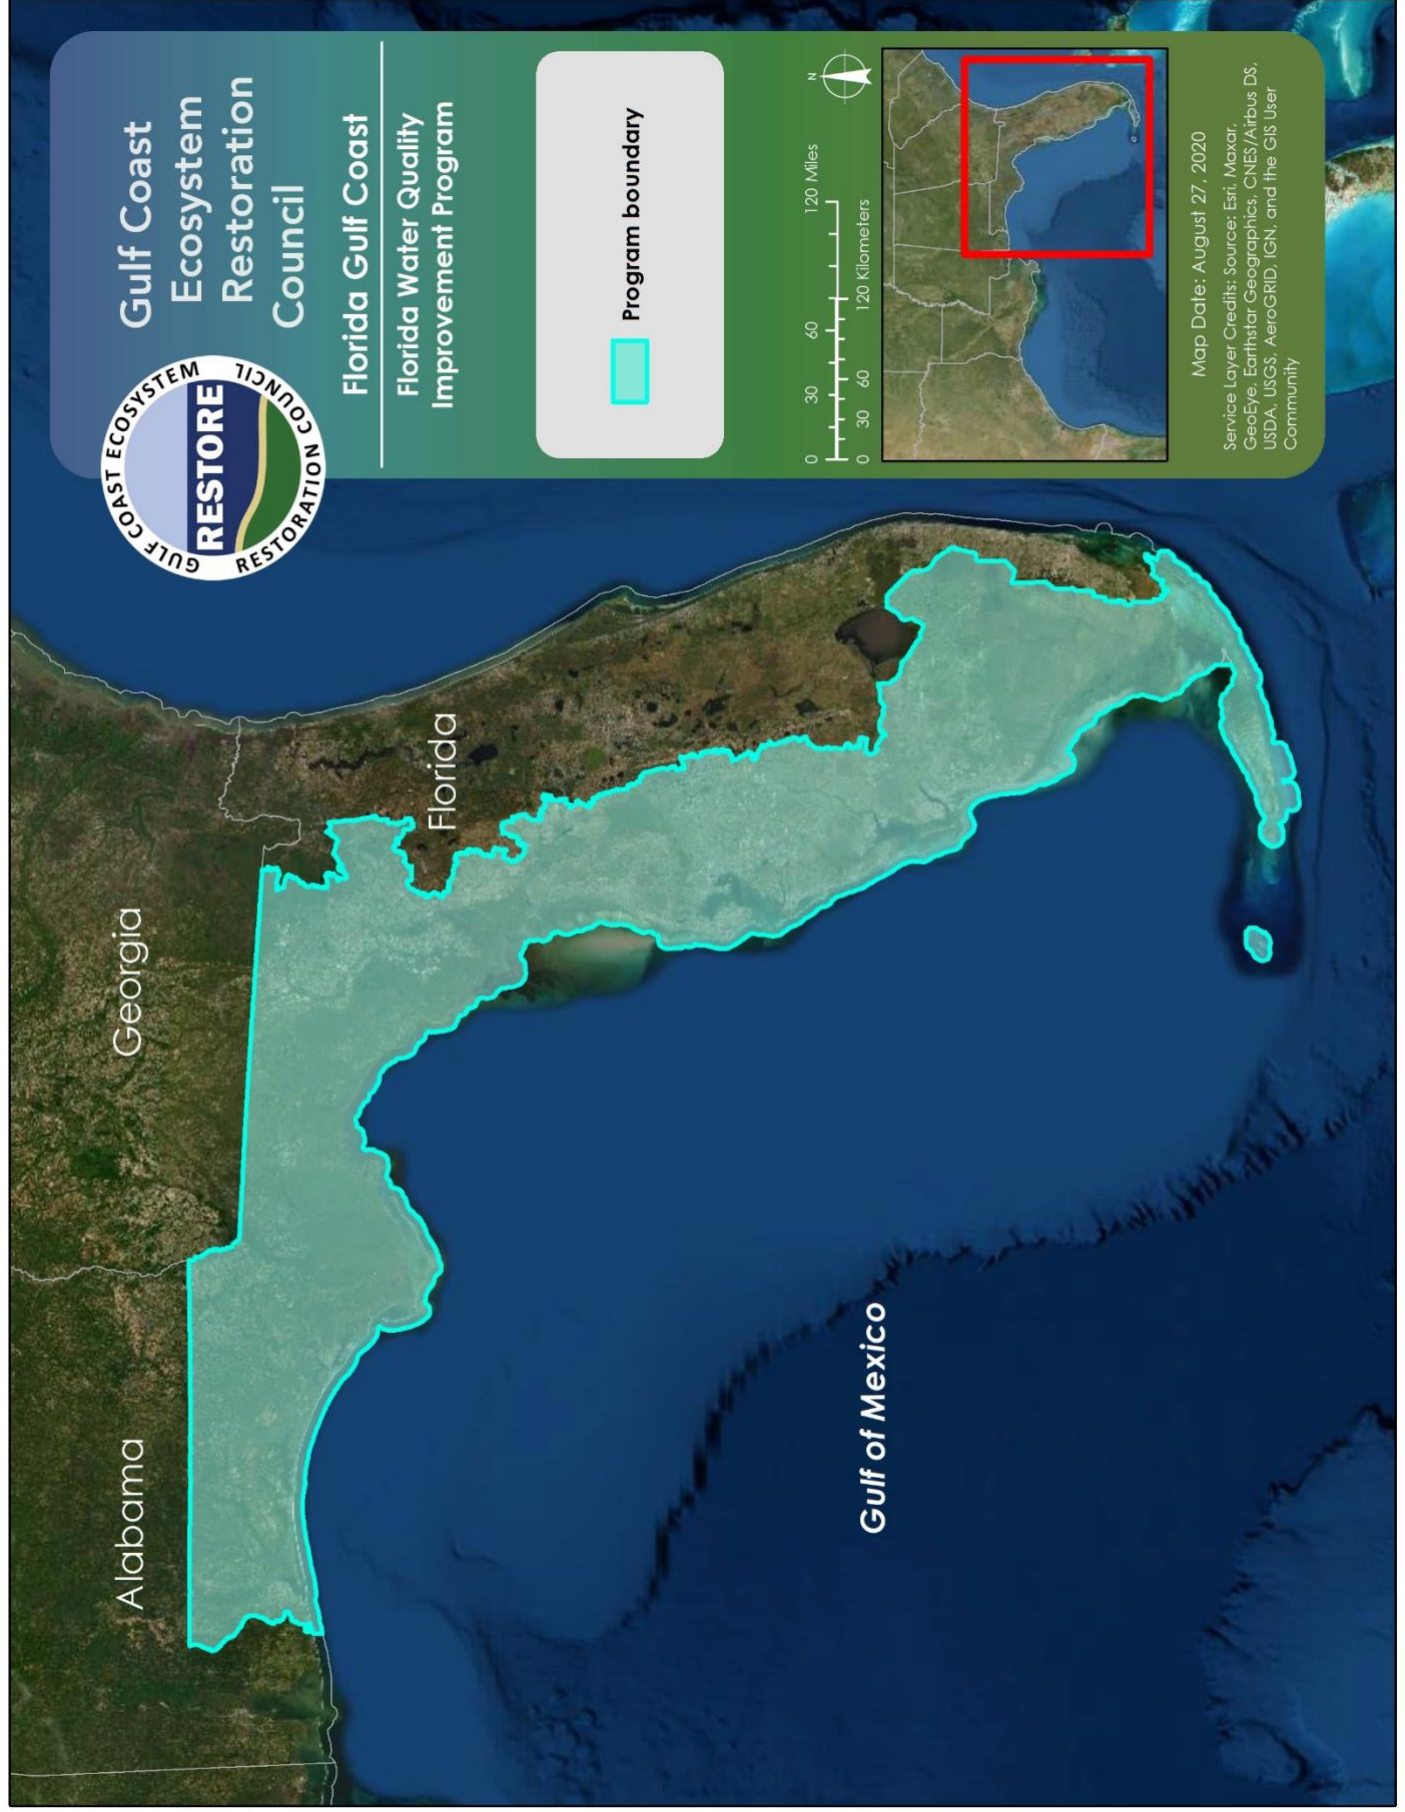 GULF COAST ECOSYSTEM
RESTORE
RESTORATION COUNCIL
Gulf Coast
Ecosystem
Restoration
Council
Florida Gulf Coast
Florida Water Quality
Improvement Program
Program boundary
N
0 30 60 120 Miles
0 30 60 120 Kilometers
Map Date: August 27, 2020
Service Layer Credits: Source: Esri, Maxar,
GeoEye, Earthstar Geographics, CNES/Airbus DS,
USDA, USGS, AeroGRID, IGN, and the GIS User
Community
Alabama
Georgia
Florida
Gulf of Mexico